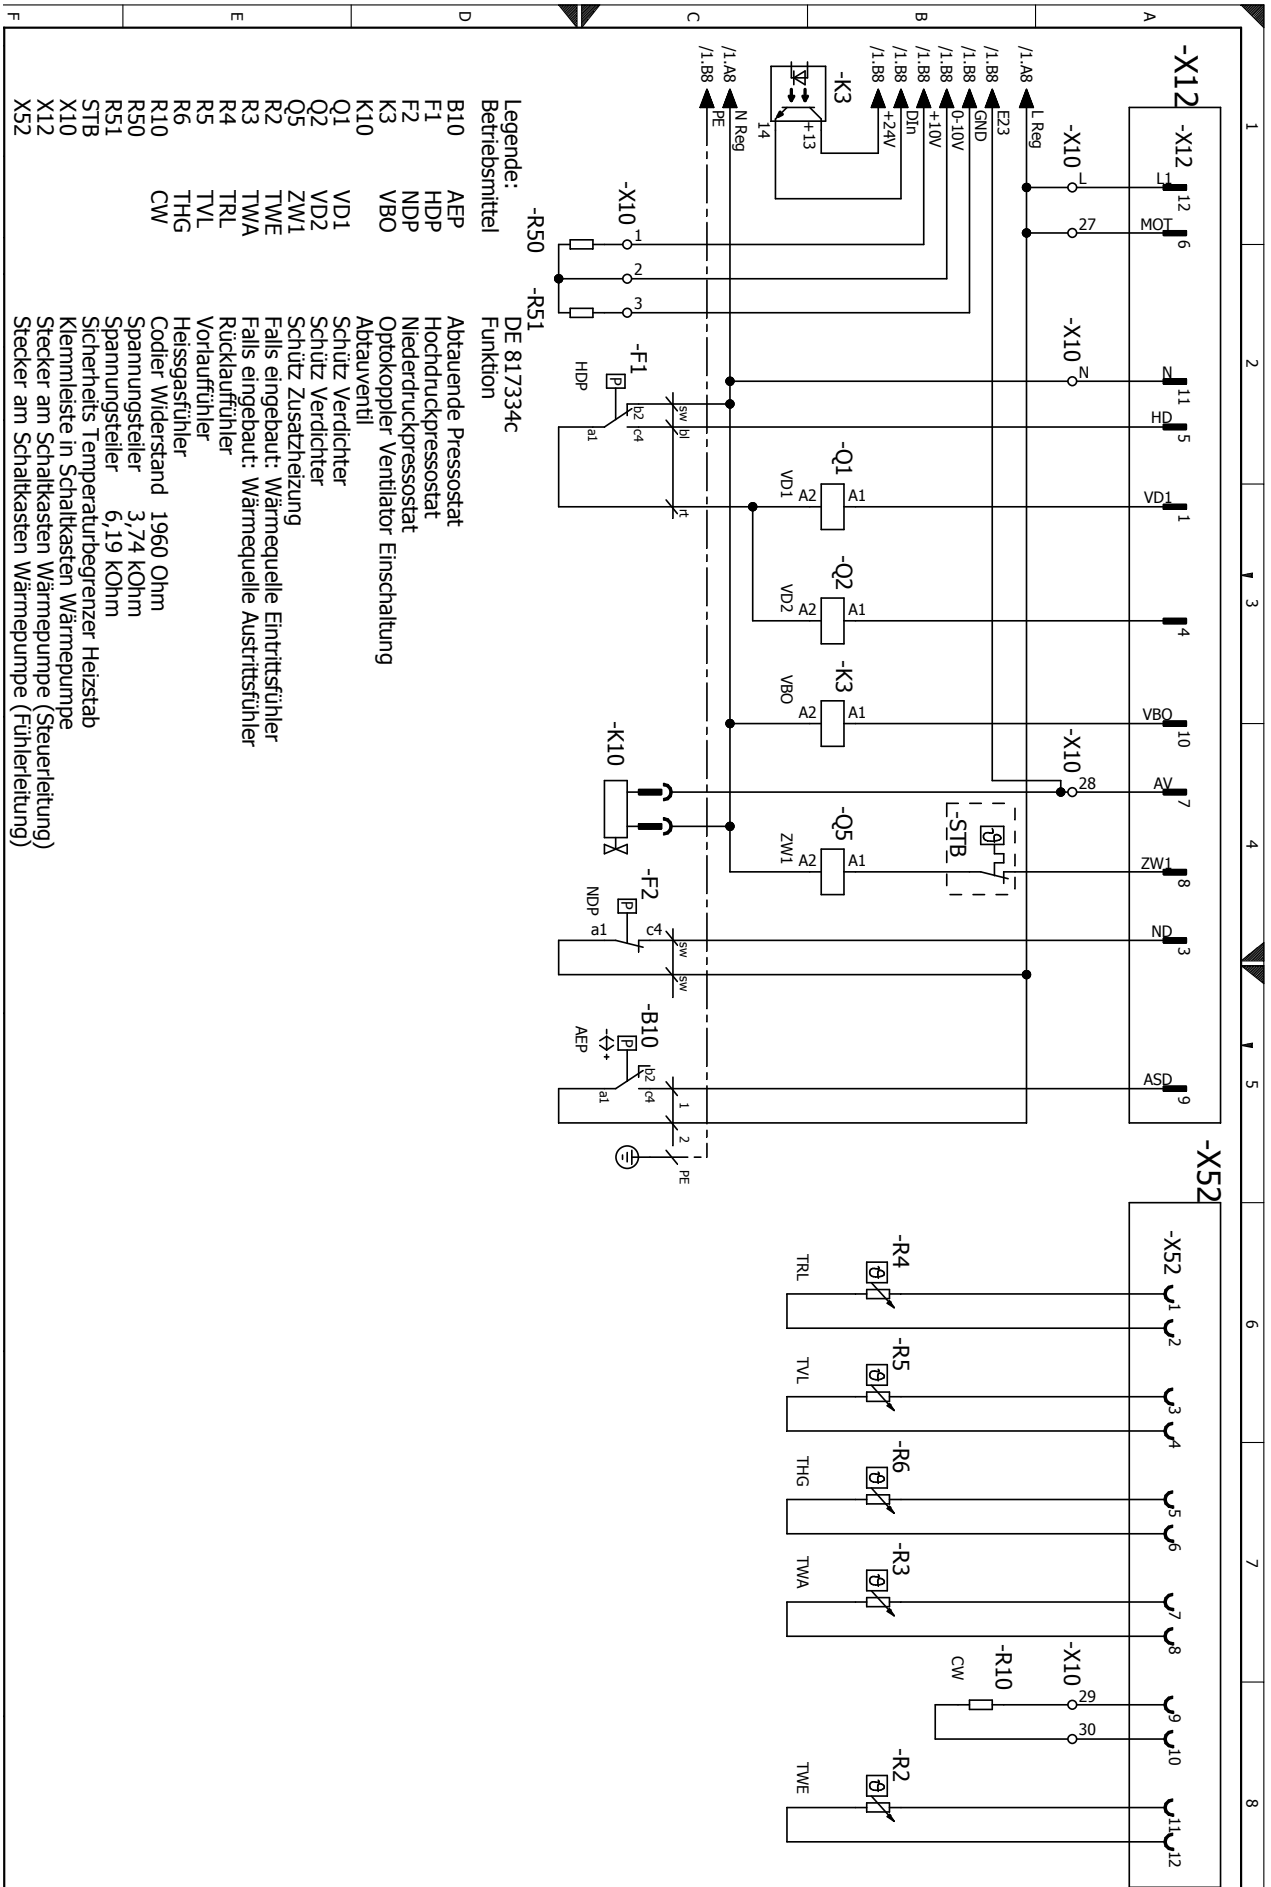 1
2
3
4
5
6
7
8
A
B
C
D
E
F
-X12
-X12
L1 12
MOT 6
N 11
HD 5
VD1 1
4
VBO 10
AV 7
ZW1 8
ND 3
ASD 9
-X52
-X52
1 2 3 4 5 6 7 8 9 10 11 12
-X10 L 27
-X10 N
-X10 28
-X10 29 30
/1.A8 L Reg
/1.B8 E23
/1.B8 GND
/1.B8 0-10V
/1.B8 +10V
/1.B8 DIn
/1.B8 +24V
/1.A8 N Reg
/1.B8 PE
-K3
+13
14
-STB
-Q1
VD1 A2 A1
-Q2
VD2 A2 A1
-K3
VBO A2 A1
-Q5
ZW1 A2 A1
-R4
TRL
-R5
TVL
-R6
THG
-R3
TWA
-R10
CW
-R2
TWE
-X10 1 2 3
-R50
-R51
-F1
P
HDP
b2
c4
a1
sw bl rt
-K10
-F2
P
NDP
a1
c4
sw sw
-B10
P
- +
AEP
b2
c4
a1
1 2 PE
Legende: DE 817334c
Betriebsmittel Funktion
B10 AEP Abtauende Pressostat
F1 HDP Hochdruckpressostat
F2 NDP Niederdruckpressostat
K3 VBO Optokoppler Ventilator Einschaltung
K10 Abtauventil
Q1 VD1 Schütz Verdichter
Q2 VD2 Schütz Verdichter
Q5 ZW1 Schütz Zusatzheizung
R2 TWE Falls eingebaut: Wärmequelle Eintrittsfühler
R3 TWA Falls eingebaut: Wärmequelle Austrittsfühler
R4 TRL Rücklauffühler
R5 TVL Vorlauffühler
R6 THG Heissgasfühler
R10 CW Codier Widerstand 1960 Ohm
R50 Spannungsteiler 3,74 kOhm
R51 Spannungsteiler 6,19 kOhm
STB Sicherheits Temperaturbegrenzer Heizstab
X10 Klemmleiste in Schaltkasten Wärmepumpe
X12 Stecker am Schaltkasten Wärmepumpe (Steuerleitung)
X52 Stecker am Schaltkasten Wärmepumpe (Fühlerleitung)